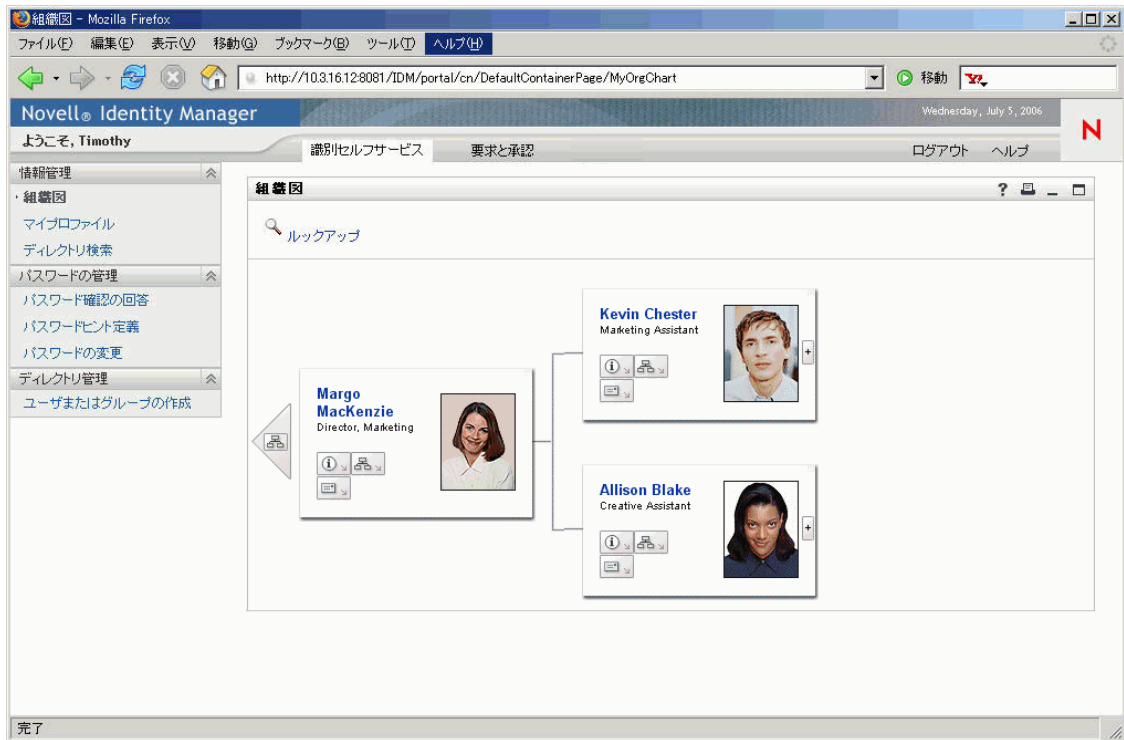 組織図 - Mozilla Firefox
ファイル(F) 編集(E) 表示(V) 移動(G) ブックマーク(B) ツール(T) ヘルプ(H)
http://10.3.16.12:8081/IDM/portal/cn/DefaultContainerPage/MyOrgChart 移動
Novell® Identity Manager Wednesday, July 5, 2006
N
ようこそ, Timothy
識別セルフサービス 要求と承認 ログアウト ヘルプ
情報管理
・組織図
マイプロファイル
ディレクトリ検索
パスワードの管理
パスワード確認の回答
パスワードヒント定義
パスワードの変更
ディレクトリ管理
ユーザまたはグループの作成
組織図
ルックアップ
Margo
MacKenzie
Director, Marketing
Kevin Chester
Marketing Assistant
Allison Blake
Creative Assistant
完了